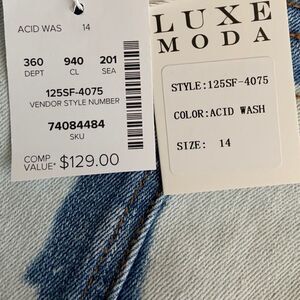 ACID WAS 14
360 940 201
DEPT CL SEA
125SF-4075
VENDOR STYLE NUMBER
74084484
SKU
COMP
VALUE* $129.00
LUXE
MODA
STYLE:125SF-4075
COLOR:ACID WASH
SIZE: 14